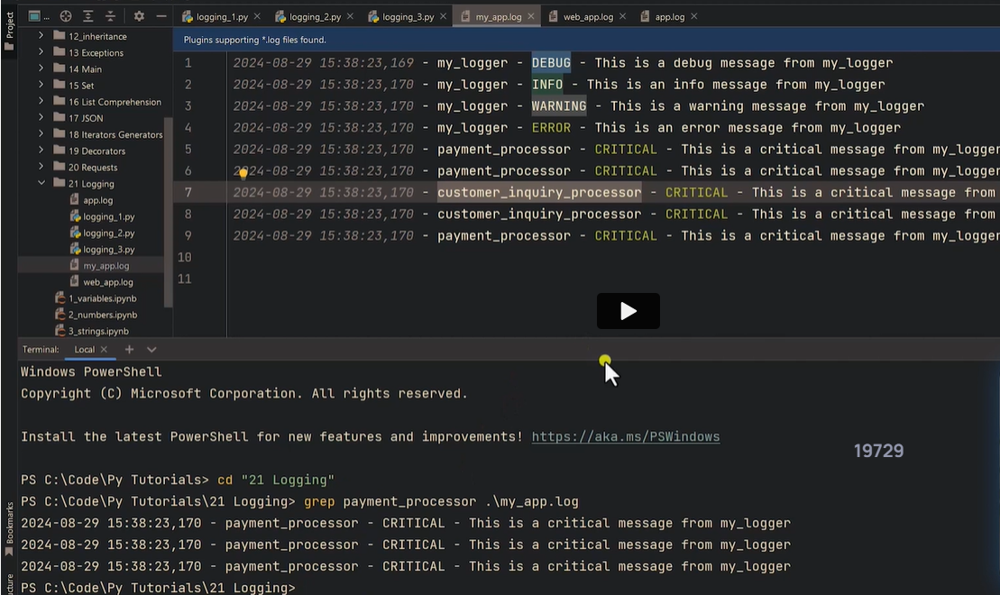 Project
logging_1.py
logging_2.py
logging_3.py
my_app.log
web_app.log
app.log
Plugins supporting *.log files found.
12_inheritance
13 Exceptions
14 Main
15 Set
16 List Comprehension
17 JSON
18 Iterators Generators
19 Decorators
20 Requests
21 Logging
app.log
logging_1.py
logging_2.py
logging_3.py
my_app.log
web_app.log
1_variables.ipynb
2_numbers.ipynb
3_strings.ipynb
1 2024-08-29 15:38:23,169 - my_logger - DEBUG - This is a debug message from my_logger
2 2024-08-29 15:38:23,170 - my_logger - INFO - This is an info message from my_logger
3 2024-08-29 15:38:23,170 - my_logger - WARNING - This is a warning message from my_logger
4 2024-08-29 15:38:23,170 - my_logger - ERROR - This is an error message from my_logger
5 2024-08-29 15:38:23,170 - payment_processor - CRITICAL - This is a critical message from my_logger
6 2024-08-29 15:38:23,170 - payment_processor - CRITICAL - This is a critical message from my_logger
7 2024-08-29 15:38:23,170 - customer_inquiry_processor - CRITICAL - This is a critical message from
8 2024-08-29 15:38:23,170 - customer_inquiry_processor - CRITICAL - This is a critical message from
9 2024-08-29 15:38:23,170 - payment_processor - CRITICAL - This is a critical message from my_logger
10
11
Terminal: Local
Windows PowerShell
Copyright (C) Microsoft Corporation. All rights reserved.
Install the latest PowerShell for new features and improvements! https://aka.ms/PSWindows
19729
PS C:\Code\Py Tutorials> cd "21 Logging"
PS C:\Code\Py Tutorials\21 Logging> grep payment_processor .\my_app.log
2024-08-29 15:38:23,170 - payment_processor - CRITICAL - This is a critical message from my_logger
2024-08-29 15:38:23,170 - payment_processor - CRITICAL - This is a critical message from my_logger
2024-08-29 15:38:23,170 - payment_processor - CRITICAL - This is a critical message from my_logger
PS C:\Code\Py Tutorials\21 Logging>
Bookmarks